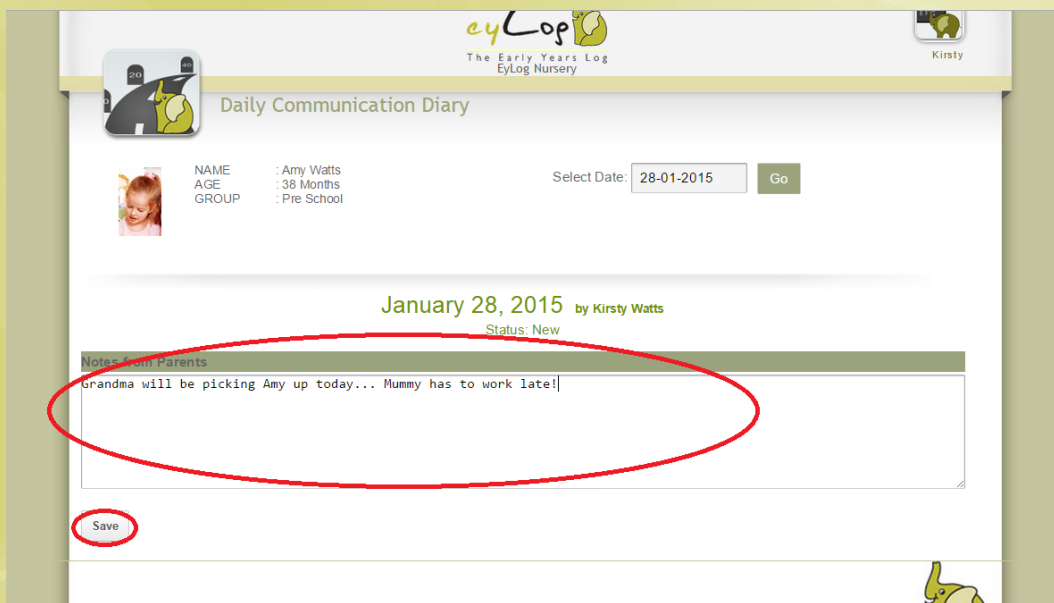 eyLog
The Early Years Log
EyLog Nursery
Kirsty
20
40
Daily Communication Diary
NAME : Amy Watts
AGE : 38 Months
GROUP : Pre School
Select Date: 28-01-2015 Go
January 28, 2015 by Kirsty Watts
Status: New
Notes from Parents
Grandma will be picking Amy up today... Mummy has to work late!
Save